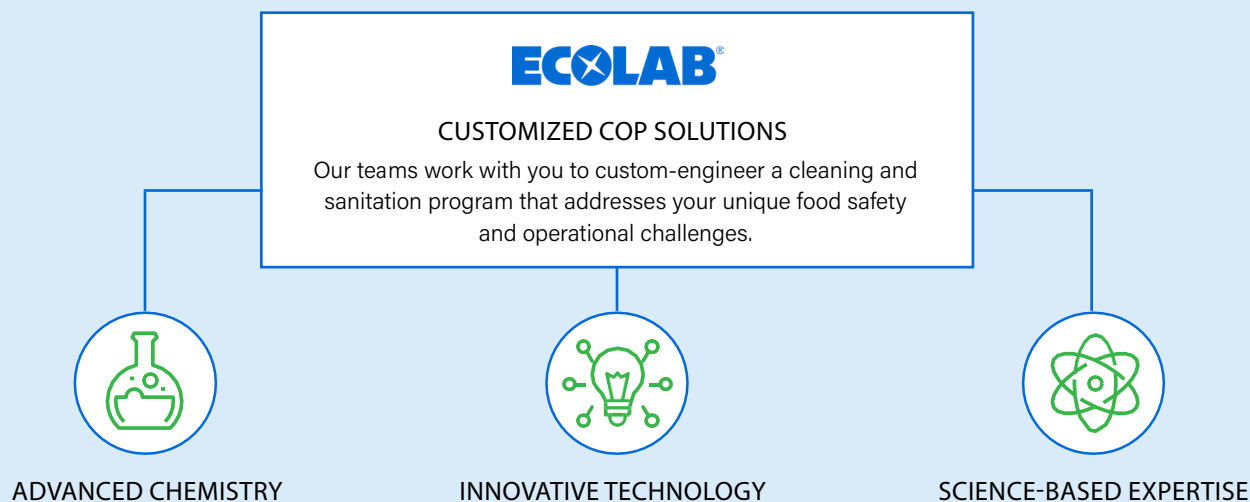 ECOLAB®
CUSTOMIZED COP SOLUTIONS
Our teams work with you to custom-engineer a cleaning and
sanitation program that addresses your unique food safety
and operational challenges.
ADVANCED CHEMISTRY
INNOVATIVE TECHNOLOGY
SCIENCE-BASED EXPERTISE